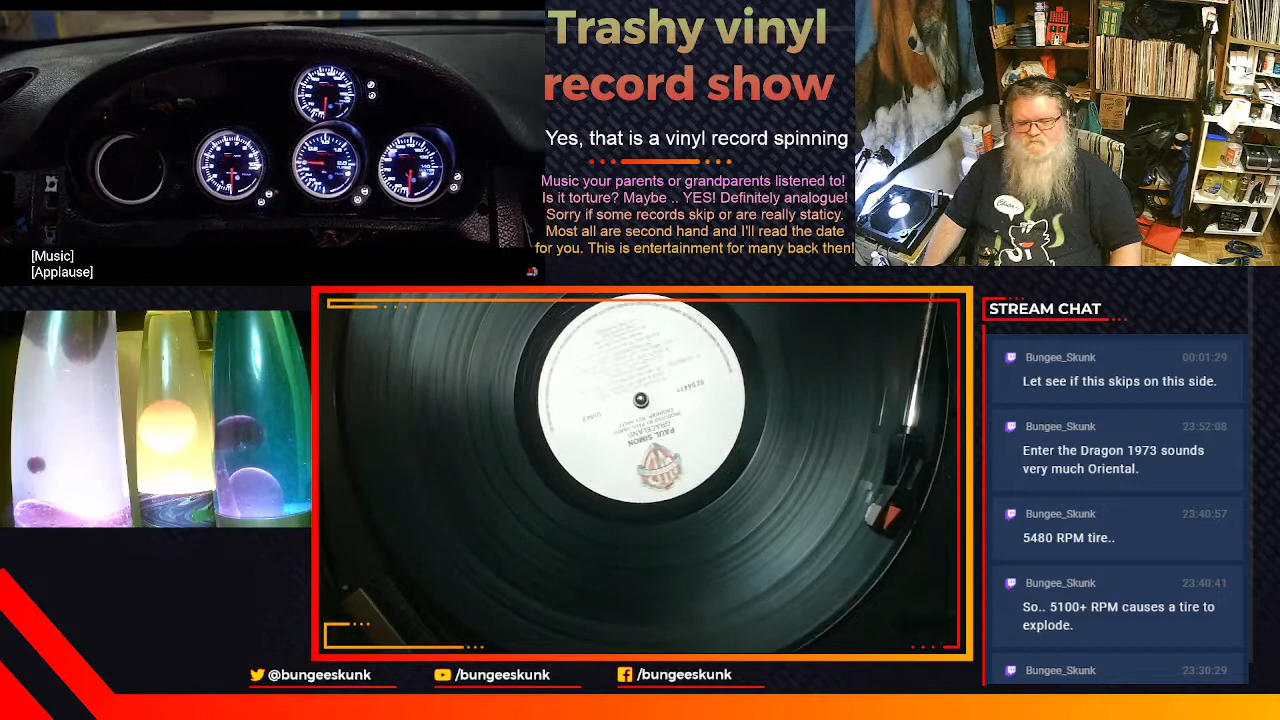 Trashy vinyl
record show
Yes, that is a vinyl record spinning
Music your parents or grandparents listened to!
Is it torture? Maybe .. YES! Definitely analogue!
Sorry if some records skip or are really staticy.
Most all are second hand and I'll read the date
for you. This is entertainment for many back then!
[Music]
[Applause]
STREAM CHAT
Bungee_Skunk 00:01:29
Let see if this skips on this side.
Bungee_Skunk 23:52:08
Enter the Dragon 1973 sounds
very much Oriental.
Bungee_Skunk 23:40:57
5480 RPM tire..
Bungee_Skunk 23:40:41
So.. 5100+ RPM causes a tire to
explode.
Bungee_Skunk 23:30:29
PAUL SIMON
GRACELAND
@bungeeskunk
/bungeeskunk
/bungeeskunk